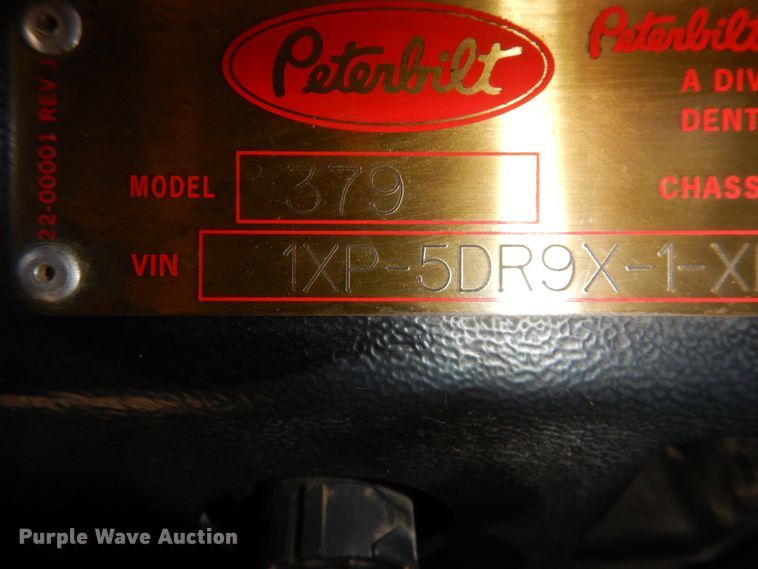 Peterbilt
Peterbilt
A DIV
DENT
MODEL 379
CHASS
VIN 1XP-5DR9X-1-X
22-00001 REV J
Purple Wave Auction